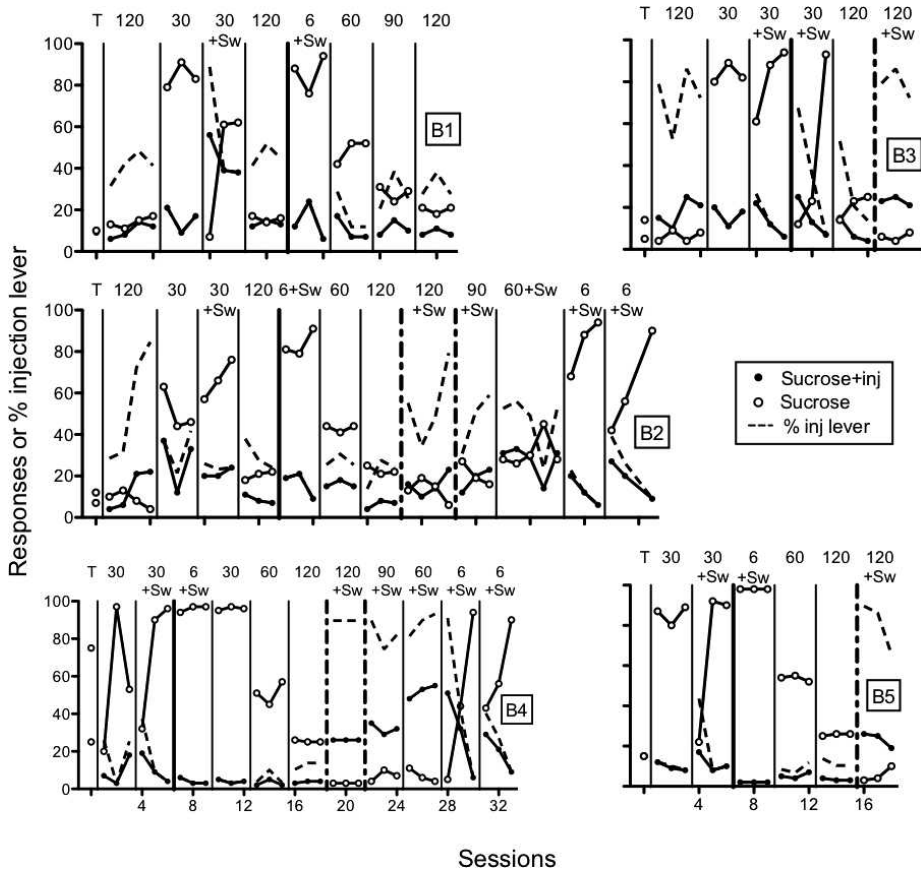 T 120 30 30 120 6 60 90 120
+Sw +Sw
100
80
60
40
20
0
B1
T 120 30 30 30 120 120
+Sw +Sw +Sw
B3
T 120 30 30 120 6+Sw 60 120 120 90 60+Sw 6 6
+Sw +Sw +Sw +Sw +Sw
100
80
60
40
20
0
B2
Sucrose+inj
Sucrose
% inj lever
T 30 30 6 30 60 120 120 90 60 6 6
+Sw +Sw +Sw +Sw +Sw +Sw +Sw
100
80
60
40
20
0
B4
4 8 12 16 20 24 28 32
T 30 30 6 60 120 120
+Sw +Sw +Sw
B5
4 8 12 16
Responses or % injection lever
Sessions